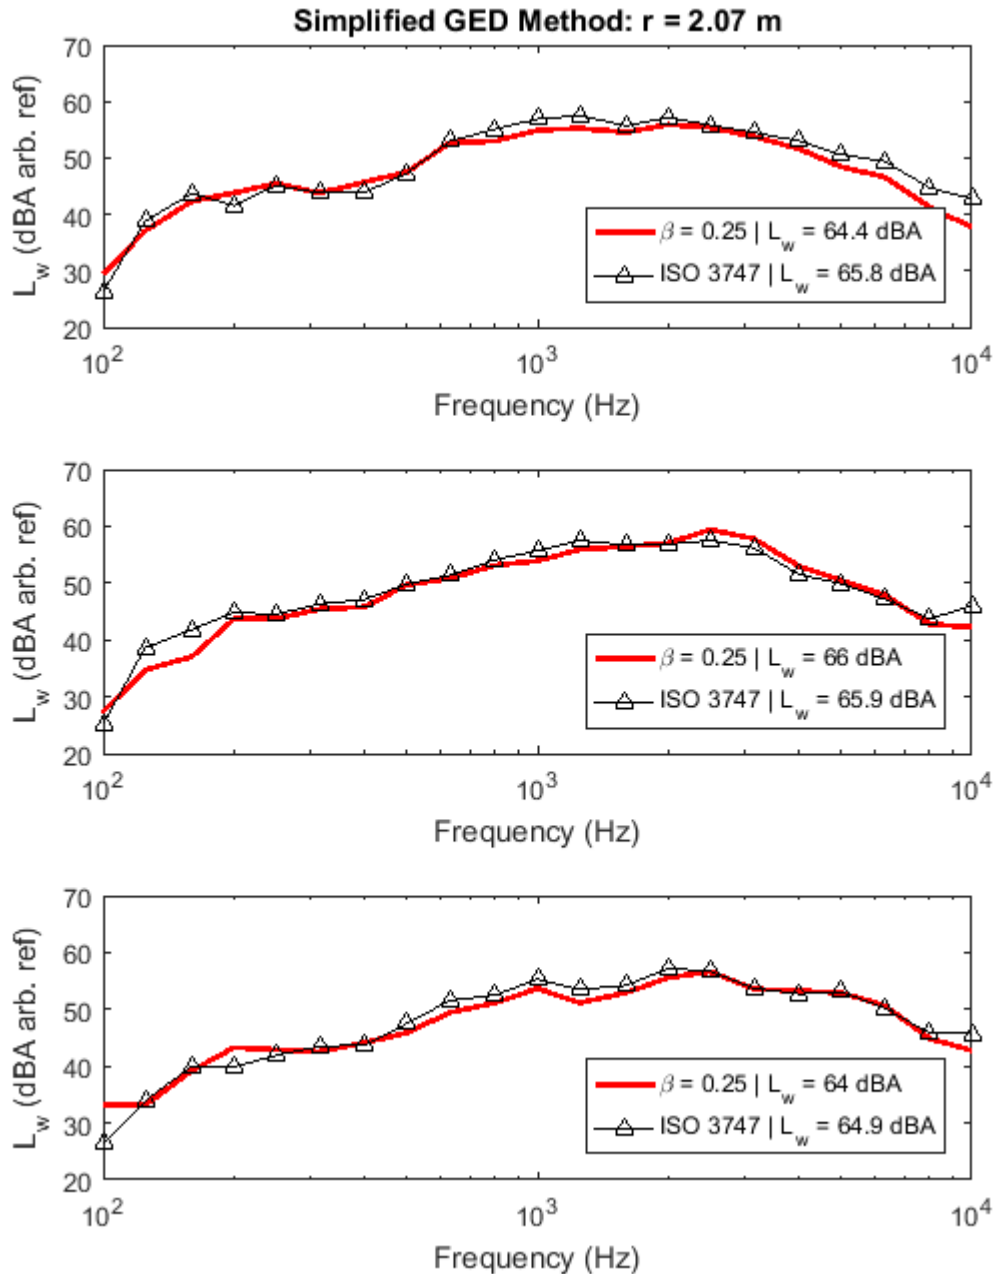 Simplified GED Method: r = 2.07 m
L_w (dBA arb. ref)
70
60
50
40
30
20
β = 0.25 | L_w = 64.4 dBA
ISO 3747 | L_w = 65.8 dBA
10^2
10^3
10^4
Frequency (Hz)
L_w (dBA arb. ref)
70
60
50
40
30
20
β = 0.25 | L_w = 66 dBA
ISO 3747 | L_w = 65.9 dBA
10^2
10^3
10^4
Frequency (Hz)
L_w (dBA arb. ref)
70
60
50
40
30
20
β = 0.25 | L_w = 64 dBA
ISO 3747 | L_w = 64.9 dBA
10^2
10^3
10^4
Frequency (Hz)